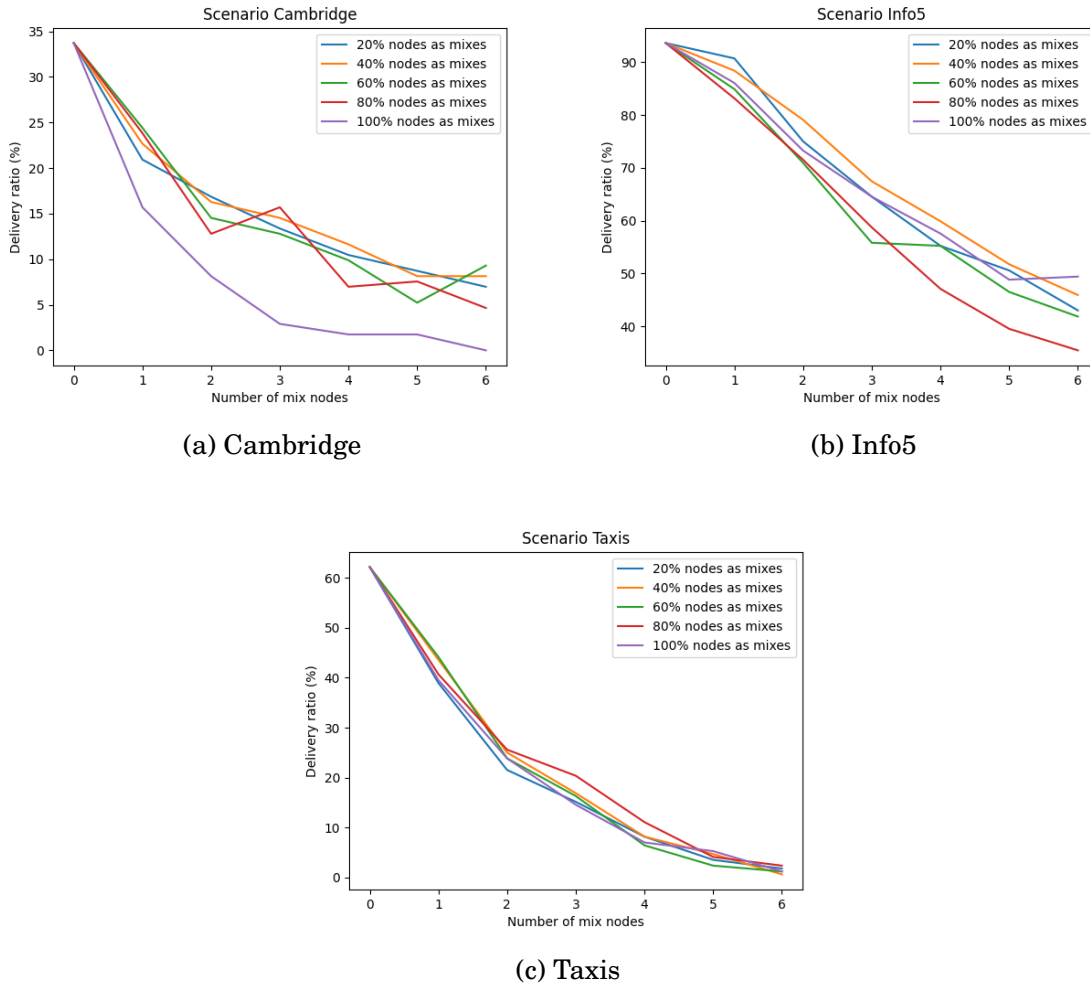 Scenario Cambridge
35
30
25
20
15
10
5
0
Delivery ratio (%)
20% nodes as mixes
40% nodes as mixes
60% nodes as mixes
80% nodes as mixes
100% nodes as mixes
0 1 2 3 4 5 6
Number of mix nodes
(a) Cambridge
Scenario Info5
90
80
70
60
50
40
Delivery ratio (%)
20% nodes as mixes
40% nodes as mixes
60% nodes as mixes
80% nodes as mixes
100% nodes as mixes
0 1 2 3 4 5 6
Number of mix nodes
(b) Info5
Scenario Taxis
60
50
40
30
20
10
0
Delivery ratio (%)
20% nodes as mixes
40% nodes as mixes
60% nodes as mixes
80% nodes as mixes
100% nodes as mixes
0 1 2 3 4 5 6
Number of mix nodes
(c) Taxis